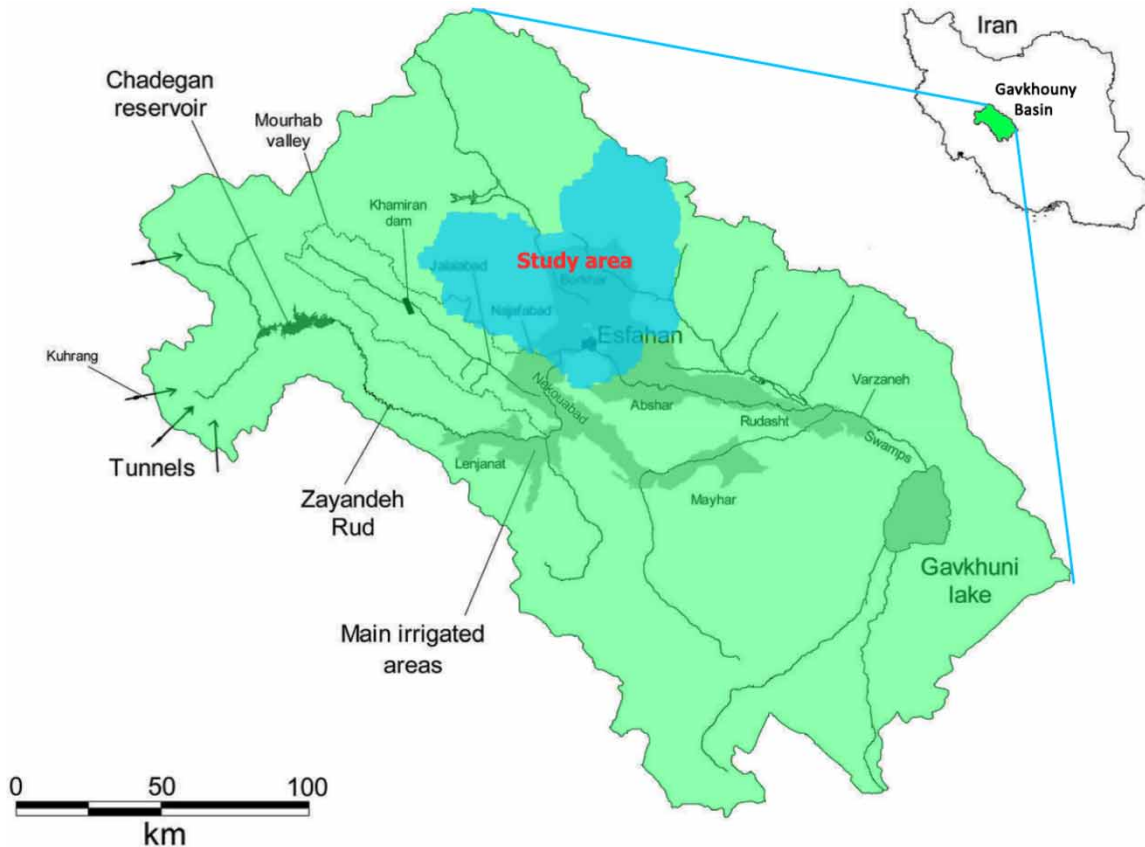 Iran
Gavkhouny
Basin
Chadegan
reservoir
Mourhab
valley
Khamiran
dam
Study area
Jalalabad
Borkhar
Najafabad
Esfahan
Kuhrang
Nekouabad
Abshar
Varzaneh
Rudasht
Swamps
Tunnels
Lenjanat
Mayhar
Zayandeh
Rud
Gavkhuni
lake
Main irrigated
areas
0 50 100
km